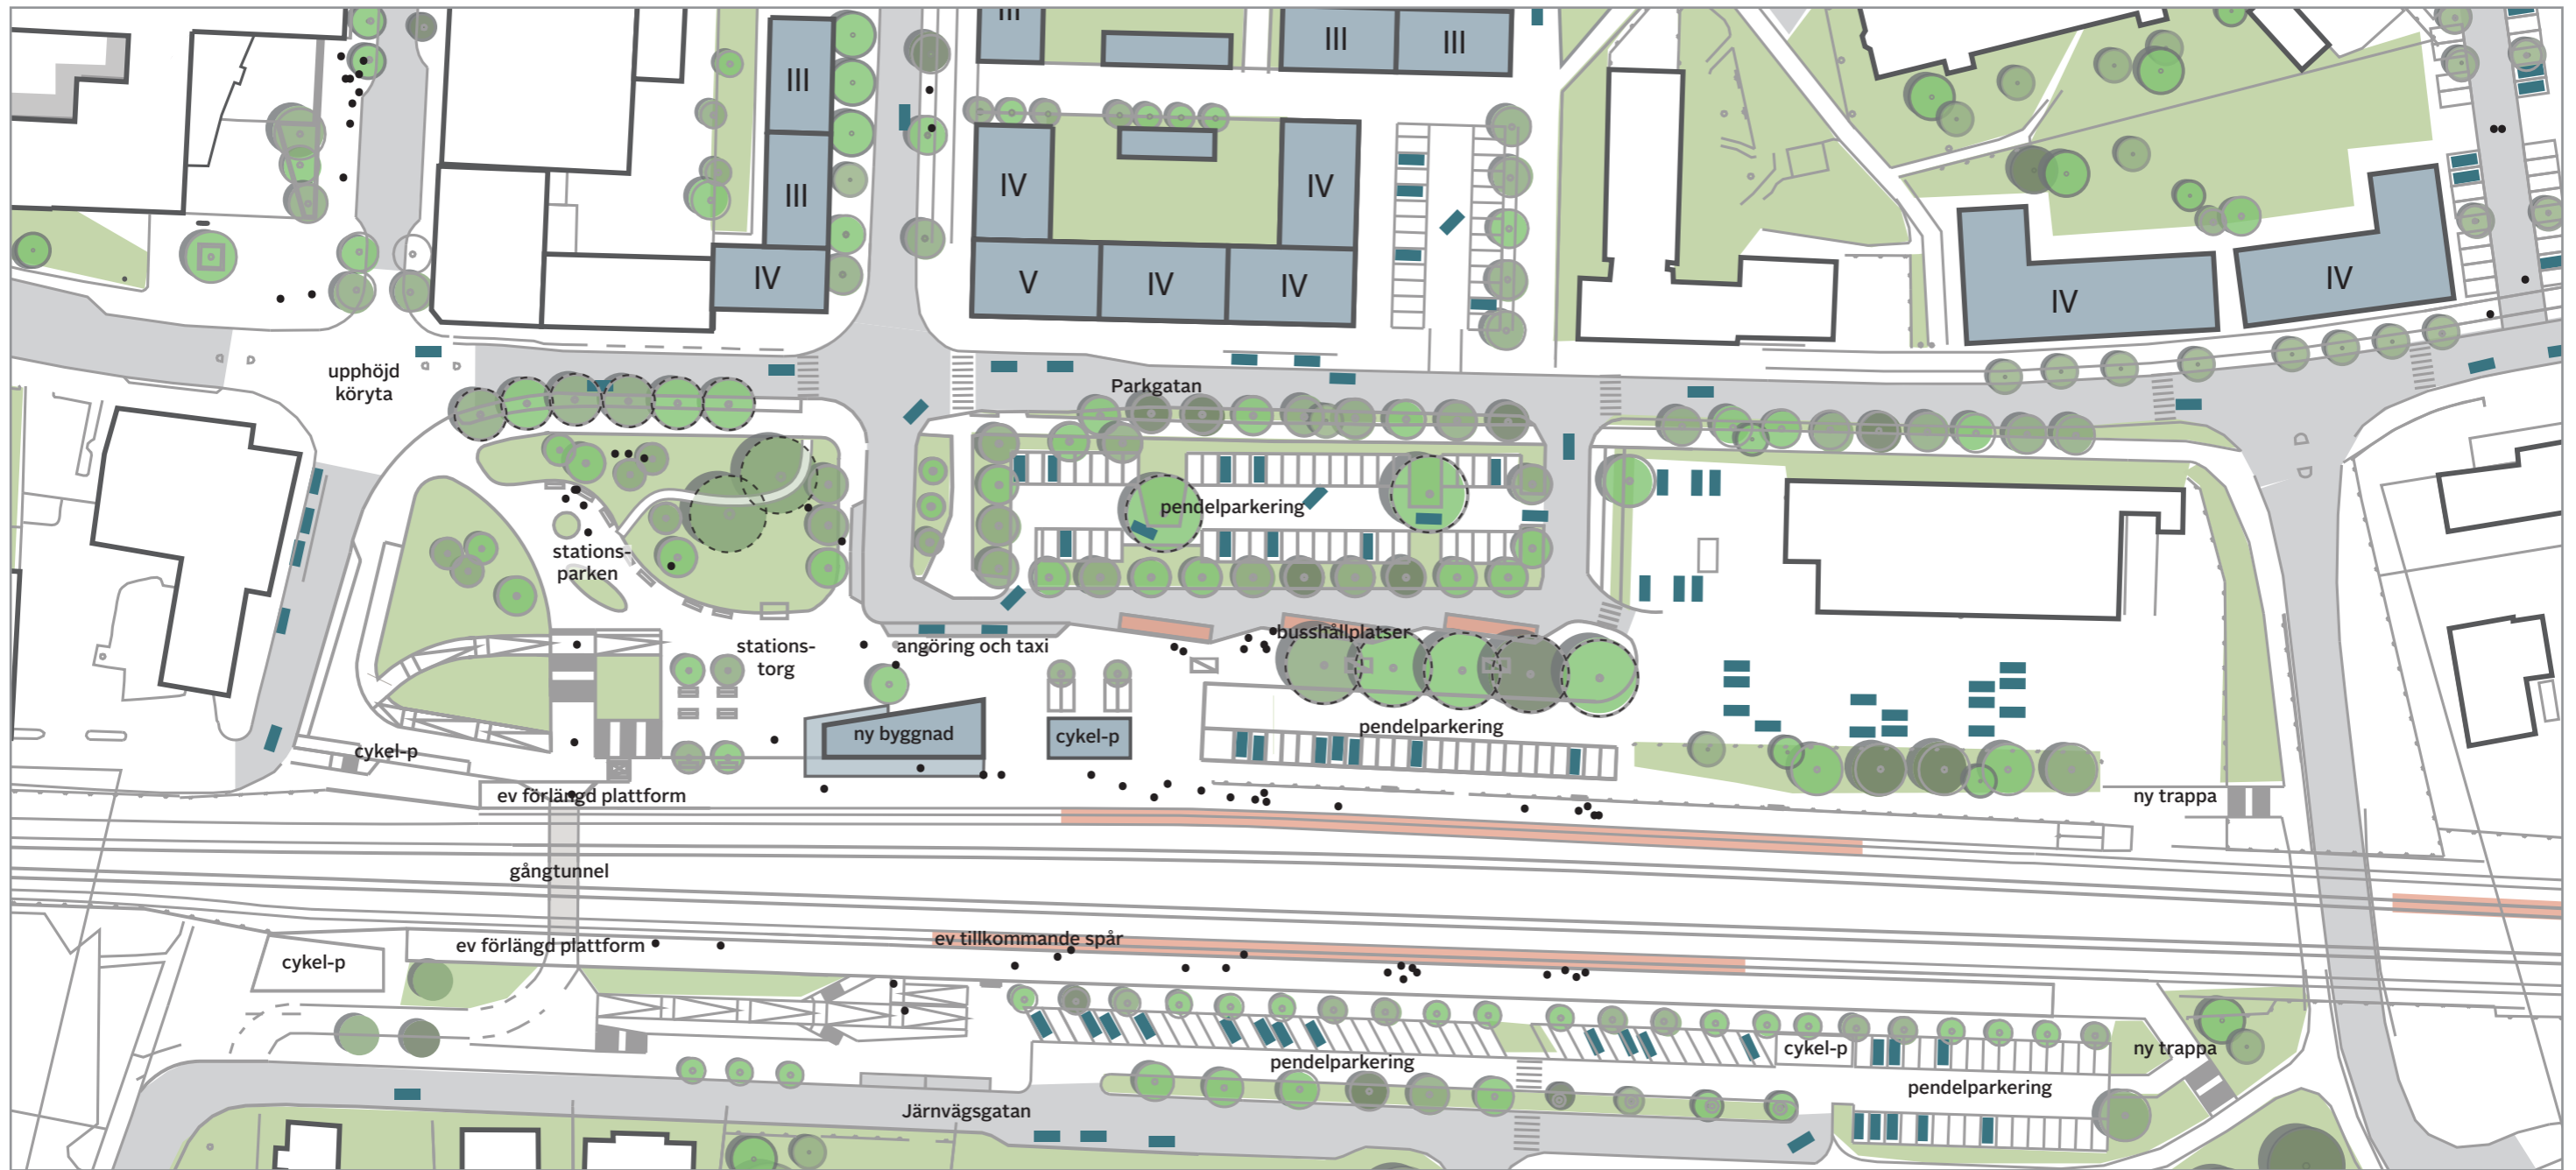 III
III
III
III
III
IV
IV
IV
V
IV
IV
IV
IV
upphöjd
köryta
Parkgatan
pendelparkering
stations-
parken
stations-
torg
angöring och taxi
busshållplatser
ny byggnad
cykel-p
pendelparkering
cykel-p
ev förlängd plattform
ny trappa
gångtunnel
ev förlängd plattform
ev tillkommande spår
cykel-p
pendelparkering
cykel-p
ny trappa
pendelparkering
Järnvägsgatan